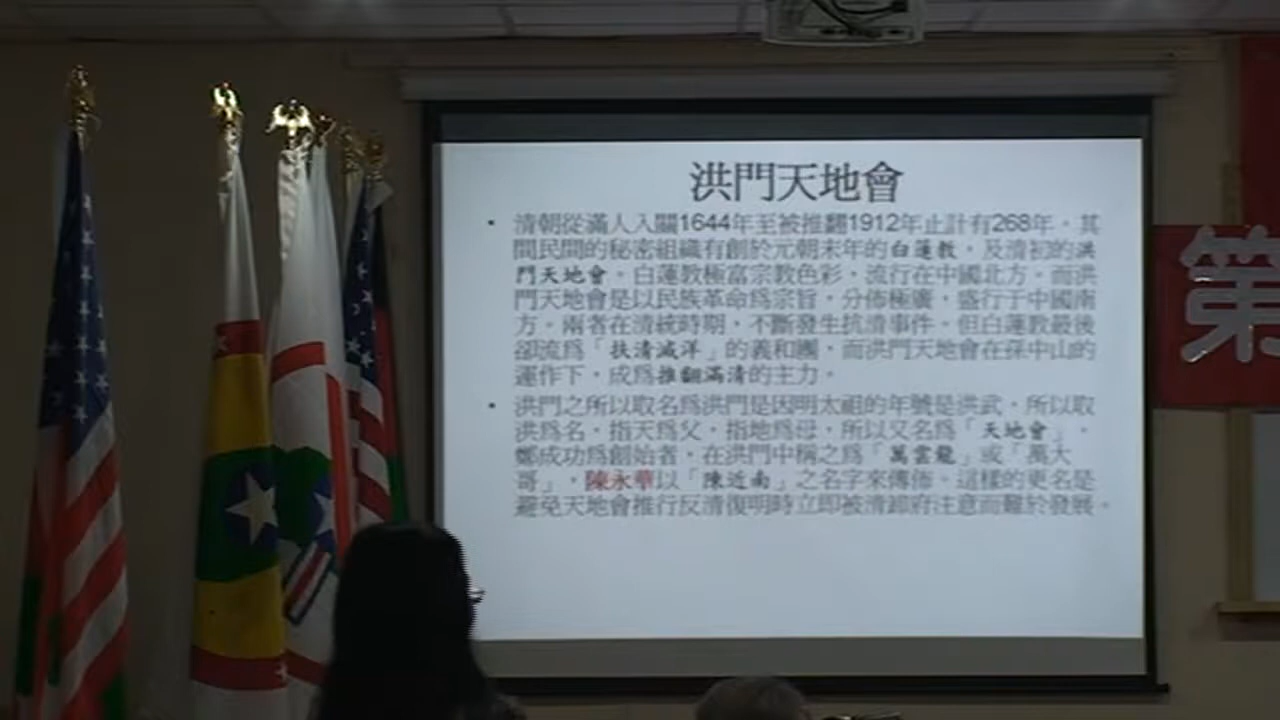 洪門天地會
• 清朝從滿人入關1644年至被推翻1912年止計有268年。其
間民間的秘密組織有創於元朝末年的白蓮教，及清初的洪
門天地會。白蓮教極富宗教色彩，流行在中國北方。而洪
門天地會是以民族革命爲宗旨，分佈極廣，盛行于中國南
方。兩者在清統時期，不斷發生抗清事件。但白蓮教最後
卻流爲「扶清滅洋」的義和團，而洪門天地會在孫中山的
運作下，成爲推翻滿清的主力。
• 洪門之所以取名爲洪門是因明太祖的年號是洪武，所以取
洪爲名，指天爲父，指地爲母，所以又名爲「天地會」。
鄭成功爲創始者，在洪門中稱之爲「萬雲龍」或「萬大
哥」，陳永華以「陳近南」之名字來傳佈。這樣的更名是
避免天地會推行反清復明時立即被清卸府注意而難於發展。
第